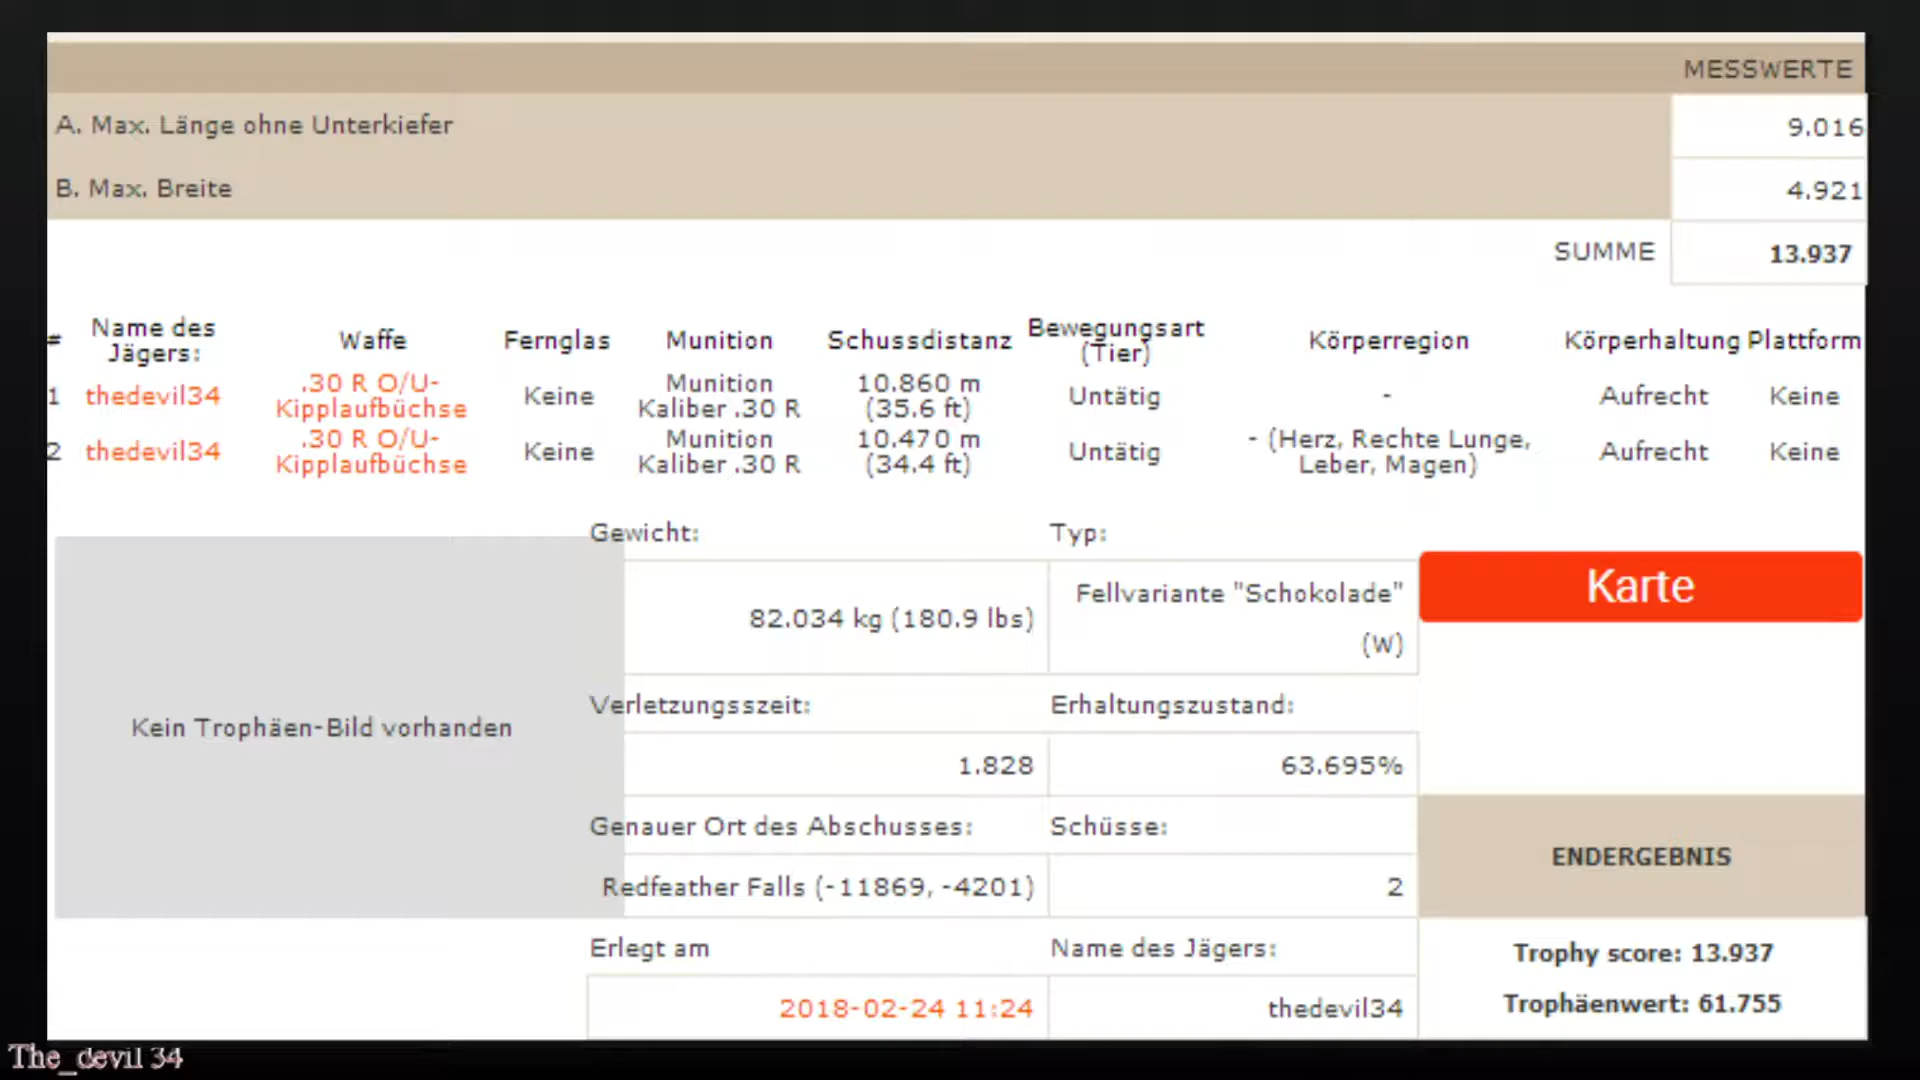 MESSWERTE
A. Max. Länge ohne Unterkiefer 9.016
B. Max. Breite 4.921
SUMME 13.937
# Name des Jägers: Waffe Fernglas Munition Schussdistanz Bewegungsart (Tier) Körperregion Körperhaltung Plattform
1 thedevil34 .30 R O/U-Kipplaufbüchse Keine Munition Kaliber .30 R 10.860 m (35.6 ft) Untätig - Aufrecht Keine
2 thedevil34 .30 R O/U-Kipplaufbüchse Keine Munition Kaliber .30 R 10.470 m (34.4 ft) Untätig - (Herz, Rechte Lunge, Leber, Magen) Aufrecht Keine
Kein Trophäen-Bild vorhanden
Gewicht: Typ:
82.034 kg (180.9 lbs) Fellvariante "Schokolade" (W)
Karte
Verletzungsszeit: Erhaltungszustand:
1.828 63.695%
Genauer Ort des Abschusses: Schüsse:
Redfeather Falls (-11869, -4201) 2
ENDERGEBNIS
Erlegt am Name des Jägers:
2018-02-24 11:24 thedevil34
Trophy score: 13.937
Trophäenwert: 61.755
The_devil 34